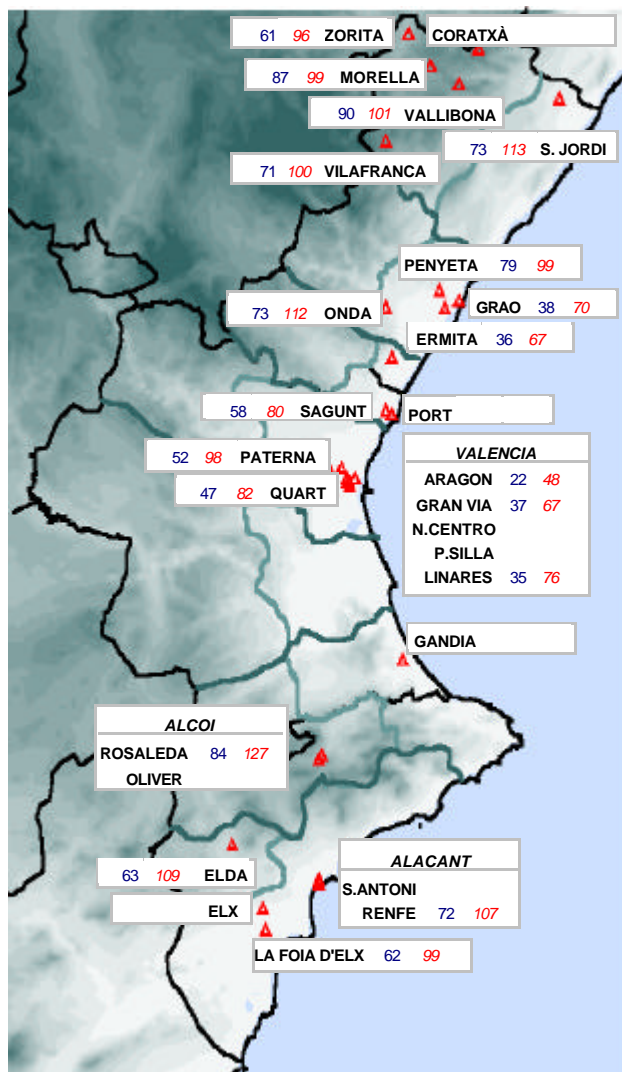 61 96 ZORITA
CORATXÀ
87 99 MORELLA
90 101 VALLIBONA
73 113 S. JORDI
71 100 VILAFRANCA
PENYETA 79 99
73 112 ONDA
GRAO 38 70
ERMITA 36 67
58 80 SAGUNT
PORT
52 98 PATERNA
47 82 QUART
VALENCIA
ARAGON 22 48
GRAN VIA 37 67
N.CENTRO
P.SILLA
LINARES 35 76
GANDIA
ALCOI
ROSALEDA 84 127
OLIVER
63 109 ELDA
ELX
ALACANT
S.ANTONI
RENFE 72 107
LA FOIA D'ELX 62 99